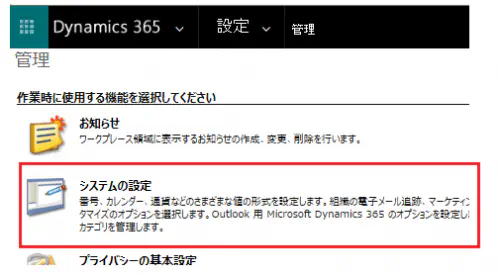 Dynamics 365 設定 管理
管理
作業時に使用する機能を選択してください
お知らせ
ワークプレース領域に表示するお知らせの作成、変更、削除を行います。
システムの設定
番号、カレンダー、通貨などのさまざまな値の形式を設定します。組織の電子メール追跡、マーケティン
タマイズのオプションを選択します。Outlook 用 Microsoft Dynamics 365 のオプションを設定し
カテゴリを管理します。
プライバシーの基本設定